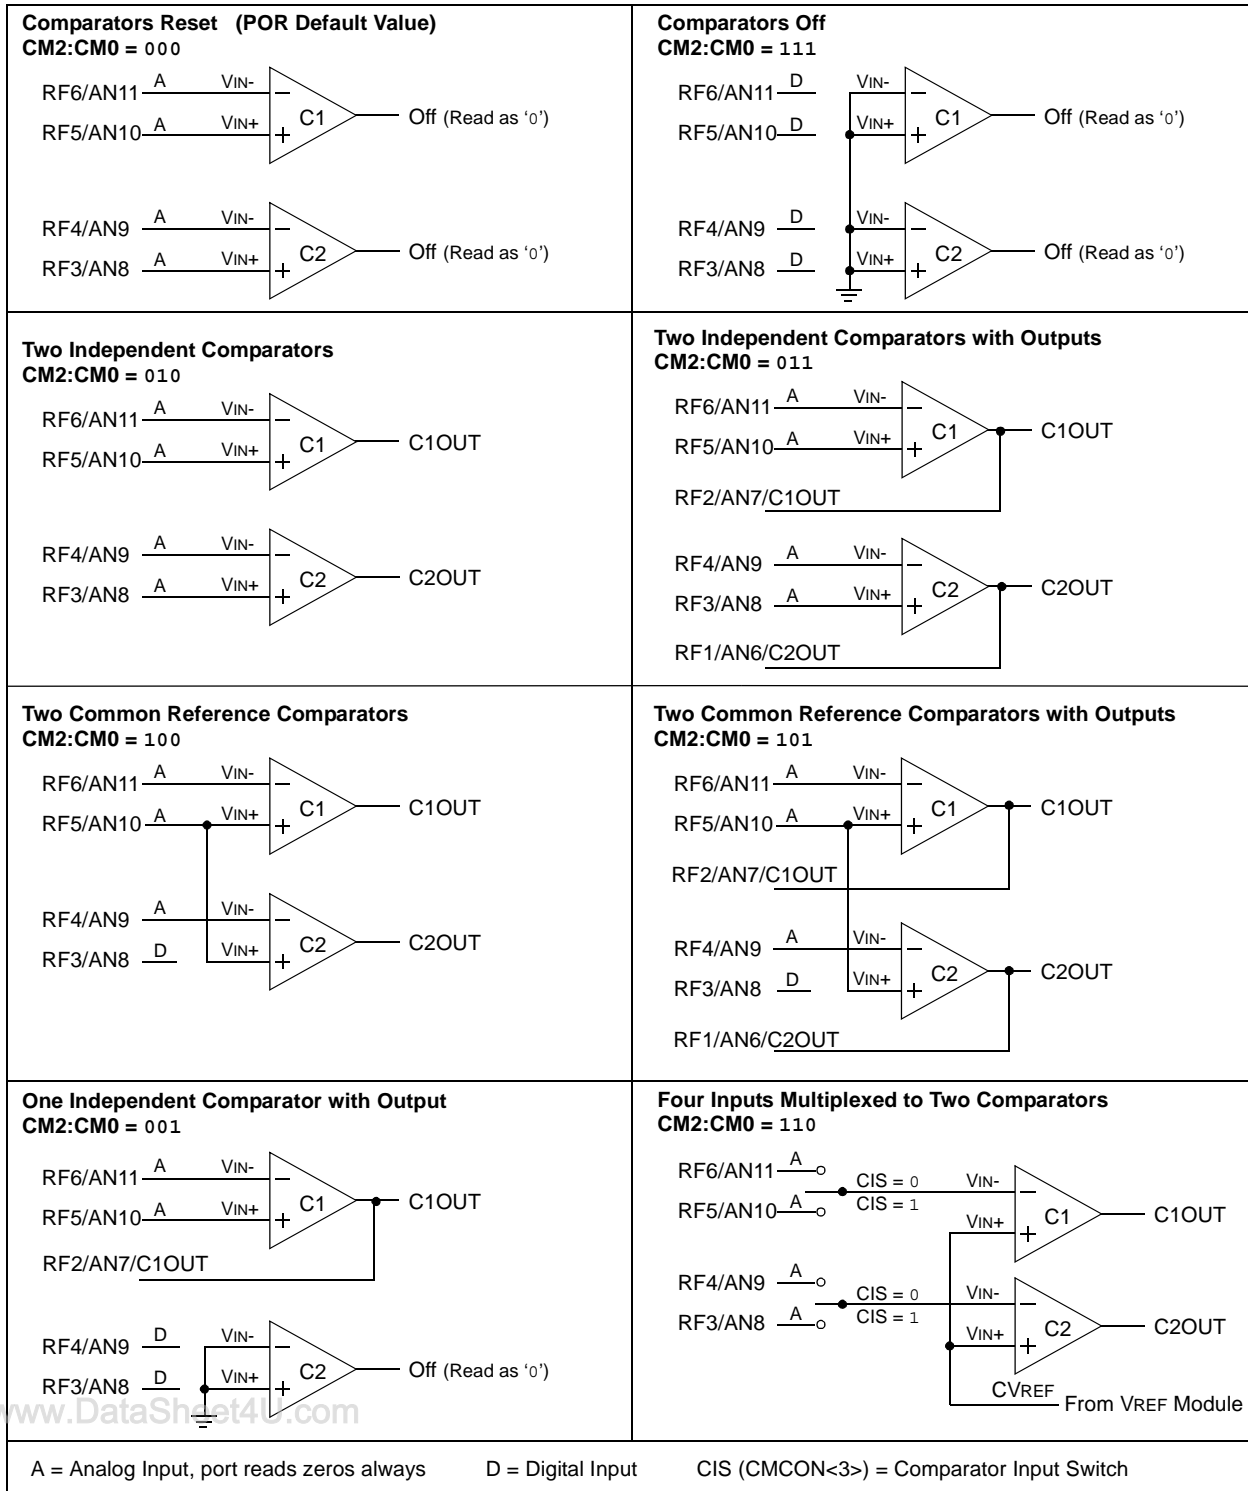 Comparators Reset (POR Default Value)
CM2:CM0 = 000
RF6/AN11 A VIN-
RF5/AN10 A VIN+
C1
Off (Read as '0')
RF4/AN9 A VIN-
RF3/AN8 A VIN+
C2
Off (Read as '0')
Comparators Off
CM2:CM0 = 111
RF6/AN11 D VIN-
RF5/AN10 D VIN+
C1
Off (Read as '0')
RF4/AN9 D VIN-
RF3/AN8 D VIN+
C2
Off (Read as '0')
Two Independent Comparators
CM2:CM0 = 010
RF6/AN11 A VIN-
RF5/AN10 A VIN+
C1
C1OUT
RF4/AN9 A VIN-
RF3/AN8 A VIN+
C2
C2OUT
Two Independent Comparators with Outputs
CM2:CM0 = 011
RF6/AN11 A VIN-
RF5/AN10 A VIN+
C1
C1OUT
RF2/AN7/C1OUT
RF4/AN9 A VIN-
RF3/AN8 A VIN+
C2
C2OUT
RF1/AN6/C2OUT
Two Common Reference Comparators
CM2:CM0 = 100
RF6/AN11 A VIN-
RF5/AN10 A VIN+
C1
C1OUT
RF4/AN9 A VIN-
RF3/AN8 D VIN+
C2
C2OUT
Two Common Reference Comparators with Outputs
CM2:CM0 = 101
RF6/AN11 A VIN-
RF5/AN10 A VIN+
C1
C1OUT
RF2/AN7/C1OUT
RF4/AN9 A VIN-
RF3/AN8 D VIN+
C2
C2OUT
RF1/AN6/C2OUT
One Independent Comparator with Output
CM2:CM0 = 001
RF6/AN11 A VIN-
RF5/AN10 A VIN+
C1
C1OUT
RF2/AN7/C1OUT
RF4/AN9 D VIN-
RF3/AN8 D VIN+
C2
Off (Read as '0')
www.DataSheet4U.com
Four Inputs Multiplexed to Two Comparators
CM2:CM0 = 110
RF6/AN11 A
CIS = 0 VIN-
RF5/AN10 A CIS = 1
VIN+
C1
C1OUT
RF4/AN9 A
CIS = 0 VIN-
RF3/AN8 A CIS = 1
VIN+
C2
C2OUT
CVREF
From VREF Module
A = Analog Input, port reads zeros always D = Digital Input CIS (CMCON<3>) = Comparator Input Switch